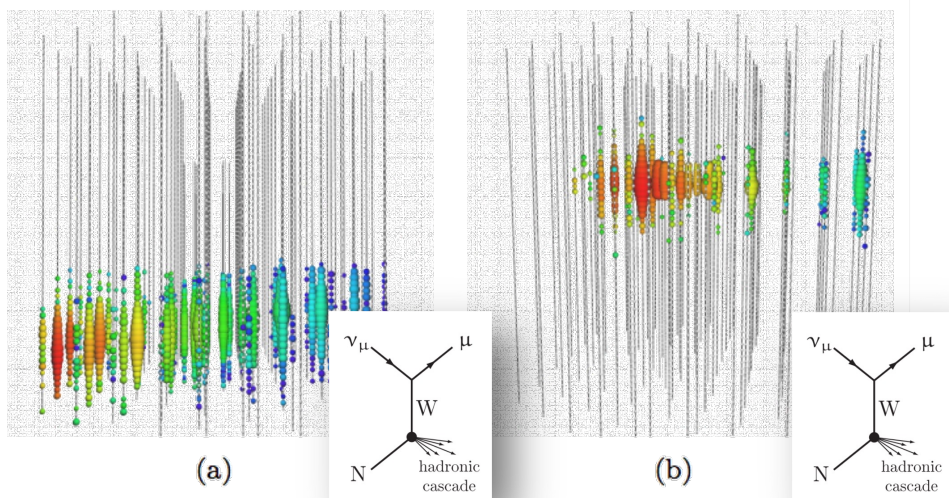 ν_μ μ
W
N
hadronic
cascade
(a)
ν_μ μ
W
N
hadronic
cascade
(b)